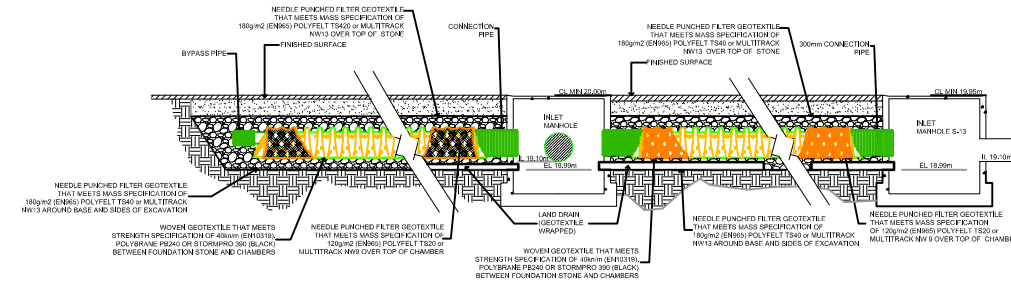 NEEDLE PUNCHED FILTER GEOTEXTILE
THAT MEETS MASS SPECIFICATION OF
180g/m2 (EN965) POLYFELT TS420 or MULTITRACK
NW13 OVER TOP OF STONE
CONNECTION
PIPE
BYPASS PIPE
FINISHED SURFACE
NEEDLE PUNCHED FILTER GEOTEXTILE
THAT MEETS MASS SPECIFICATION OF
180g/m2 (EN965) POLYFELT TS40 or MULTITRACK
NW13 OVER TOP OF STONE
300mm CONNECTION
PIPE
FINISHED SURFACE
CL MIN 20.00m
CL MIN 19.95m
INLET
MANHOLE
INLET
MANHOLE S-13
IL 19.10m
EL 18.99m
EL 18.99m
IL 19.10m
NEEDLE PUNCHED FILTER GEOTEXTILE
THAT MEETS MASS SPECIFICATION OF
180g/m2 (EN965) POLYFELT TS40 or MULTITRACK
NW13 AROUND BASE AND SIDES OF EXCAVATION
WOVEN GEOTEXTILE THAT MEETS
STRENGTH SPECIFICATION OF 40kn/m (EN10319).
POLYBRANE PB240 OR STORMPRO 390 (BLACK)
BETWEEN FOUNDATION STONE AND CHAMBERS
NEEDLE PUNCHED FILTER GEOTEXTILE
THAT MEETS MASS SPECIFICATION OF
120g/m2 (EN965) POLYFELT TS20 or
MULTITRACK NW9 OVER TOP OF CHAMBER
LAND DRAIN
(GEOTEXTILE
WRAPPED)
WOVEN GEOTEXTILE THAT MEETS
STRENGTH SPECIFICATION OF 40kn/m (EN10319).
POLYBRANE PB240 OR STORMPRO 390 (BLACK)
BETWEEN FOUNDATION STONE AND CHAMBERS
NEEDLE PUNCHED FILTER GEOTEXTILE
THAT MEETS MASS SPECIFICATION OF
180g/m2 (EN965) POLYFELT TS40 or MULTITRACK
NW13 AROUND BASE AND SIDES OF EXCAVATION
NEEDLE PUNCHED FILTER GEOTEXTILE
THAT MEETS MASS SPECIFICATION
OF 120g/m2 (EN965) POLYFELT TS20 or
MULTITRACK NW 9 OVER TOP OF CHAMBE